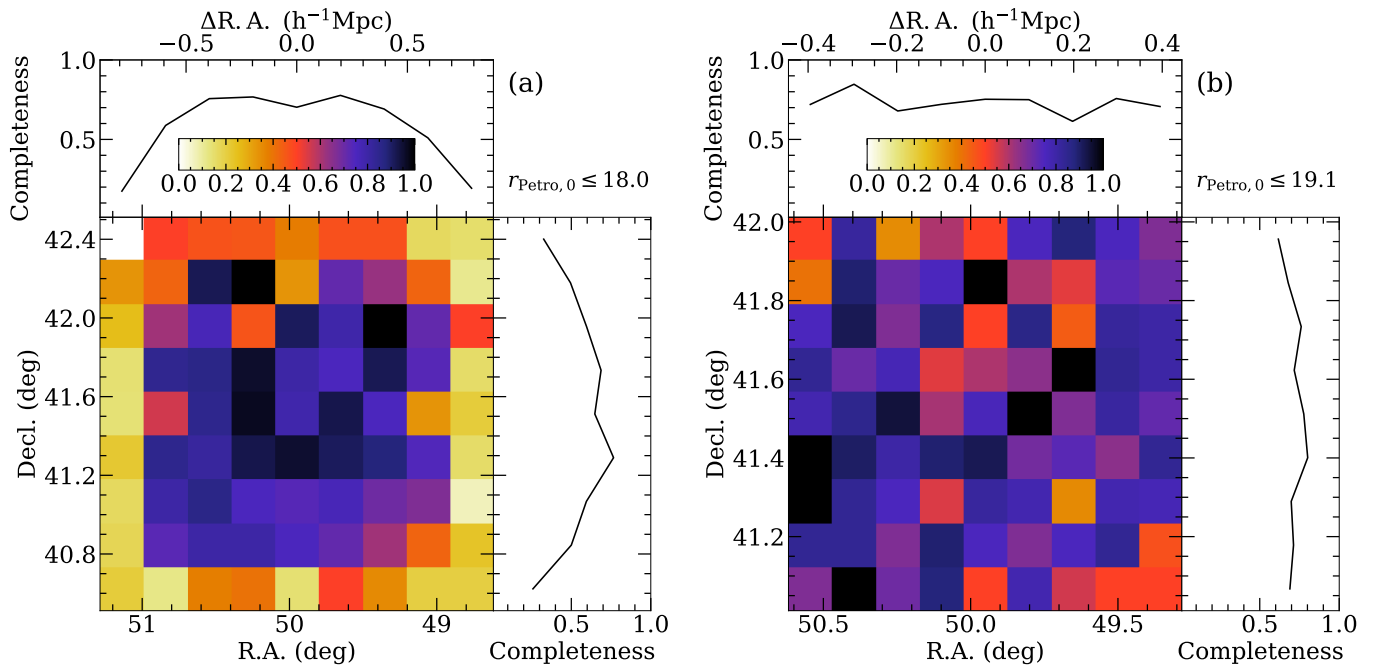 ΔR. A. (h⁻¹Mpc)
−0.5 0.0 0.5
Completeness
1.0
0.5
(a)
0.0 0.2 0.4 0.6 0.8 1.0
r_Petro, 0 ≤ 18.0
Decl. (deg)
42.4
42.0
41.6
41.2
40.8
51 50 49
R.A. (deg)
0.5 1.0
Completeness
ΔR. A. (h⁻¹Mpc)
−0.4 −0.2 0.0 0.2 0.4
Completeness
1.0
0.5
(b)
0.0 0.2 0.4 0.6 0.8 1.0
r_Petro, 0 ≤ 19.1
Decl. (deg)
42.0
41.8
41.6
41.4
41.2
50.5 50.0 49.5
R.A. (deg)
0.5 1.0
Completeness